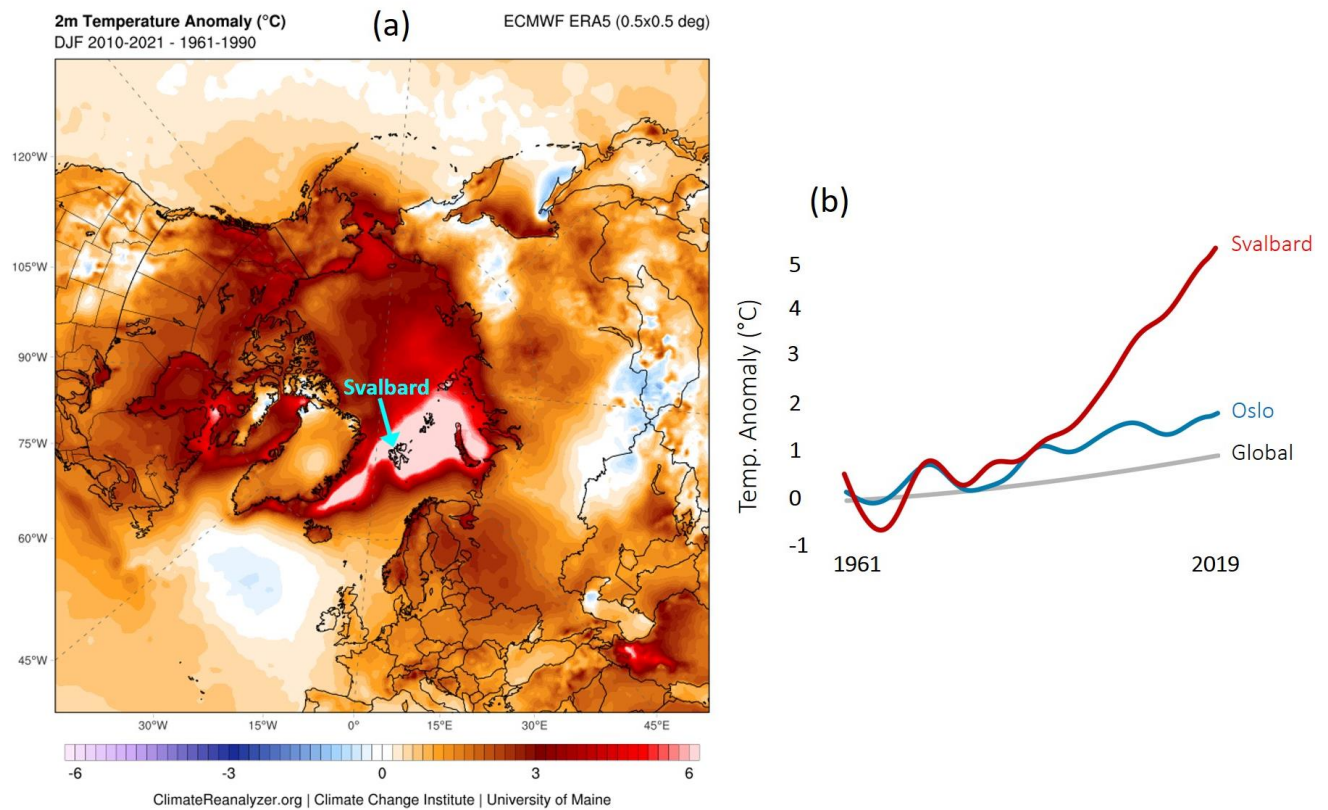 2m Temperature Anomaly (°C)
DJF 2010-2021 - 1961-1990
(a)
ECMWF ERA5 (0.5x0.5 deg)
120°W
105°W
90°W
75°W
60°W
45°W
Svalbard
30°W 15°W 0° 15°E 30°E 45°E
-6 -3 0 3 6
ClimateReanalyzer.org | Climate Change Institute | University of Maine
(b)
Temp. Anomaly (°C)
5
4
3
2
1
0
-1
1961 2019
Svalbard
Oslo
Global